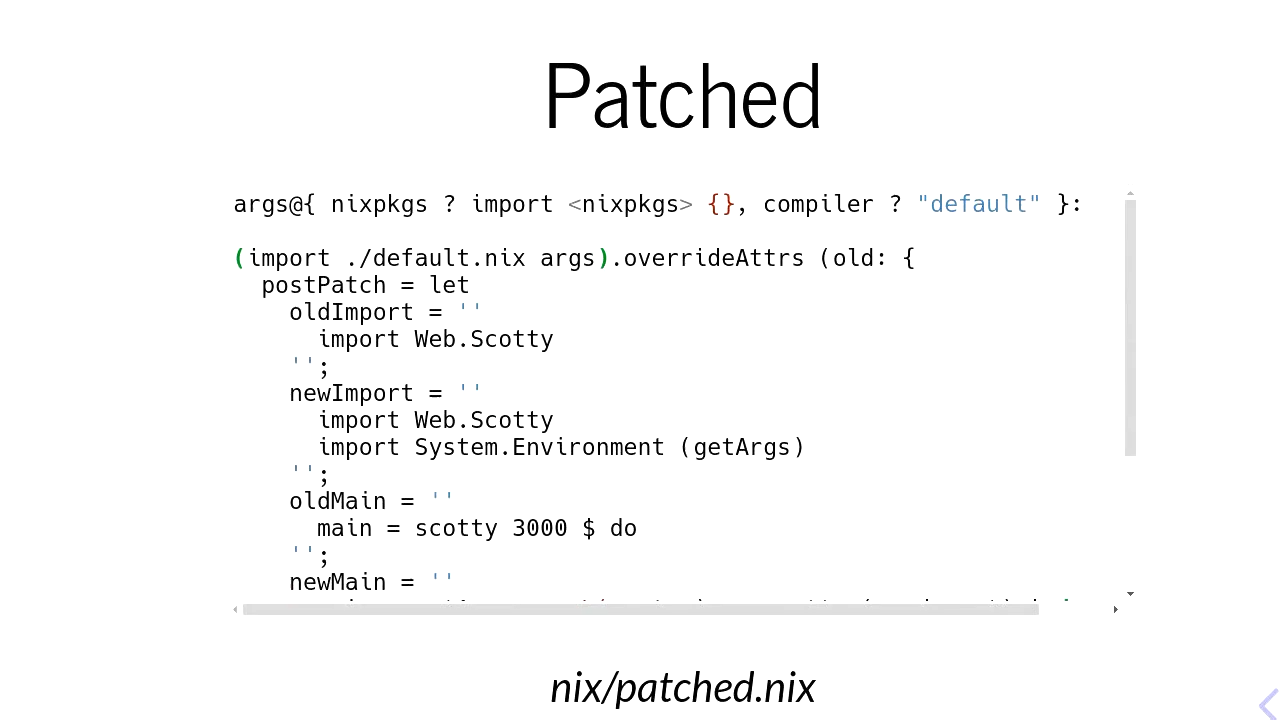 Patched
args@{ nixpkgs ? import <nixpkgs> {}, compiler ? "default" }:
(import ./default.nix args).overrideAttrs (old: {
  postPatch = let
    oldImport = ''
      import Web.Scotty
    '';
    newImport = ''
      import Web.Scotty
      import System.Environment (getArgs)
    '';
    oldMain = ''
      main = scotty 3000 $ do
    '';
    newMain = ''
nix/patched.nix